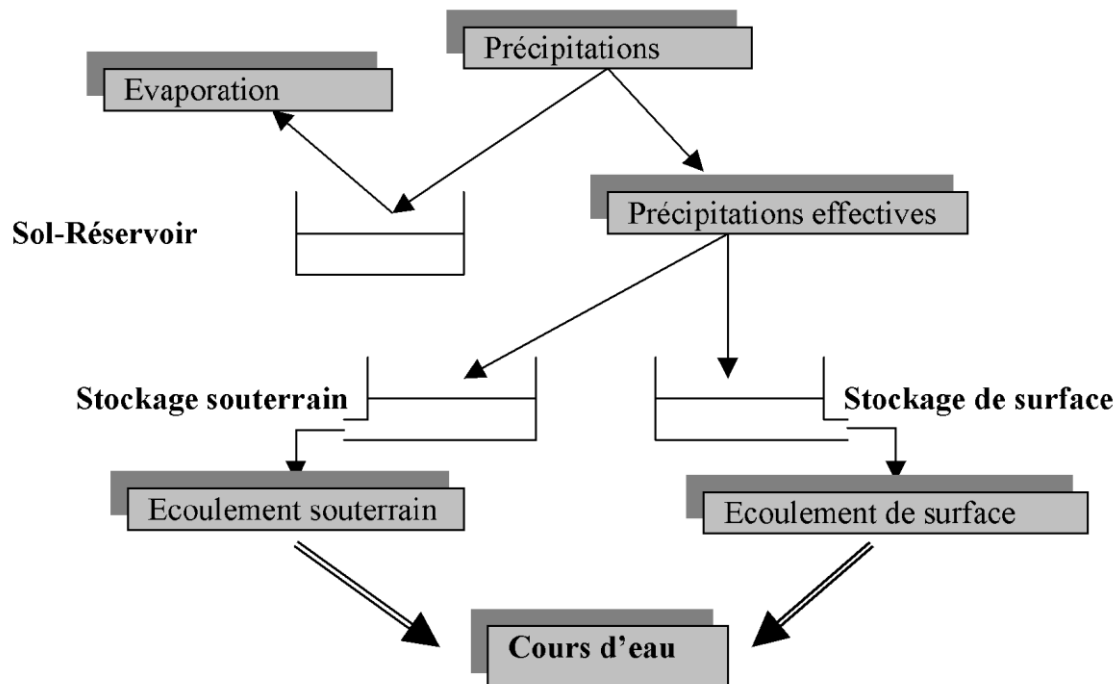 Précipitations
Evaporation
Précipitations effectives
Sol-Réservoir
Stockage souterrain
Stockage de surface
Ecoulement souterrain
Ecoulement de surface
Cours d'eau